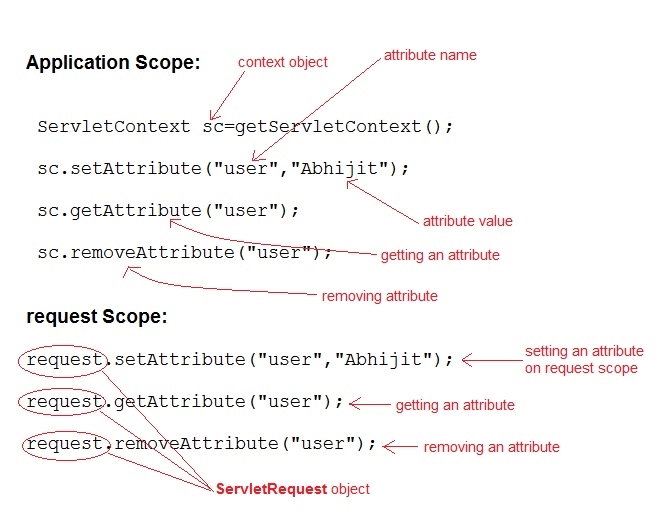 Application Scope:
context object
attribute name
ServletContext sc=getServletContext();
sc.setAttribute("user","Abhijit");
sc.getAttribute("user");
attribute value
sc.removeAttribute("user");
getting an attribute
removing attribute
request Scope:
request.setAttribute("user","Abhijit");
setting an attribute
on request scope
request.getAttribute("user");
getting an attribute
request.removeAttribute("user");
removing an attribute
ServletRequest object